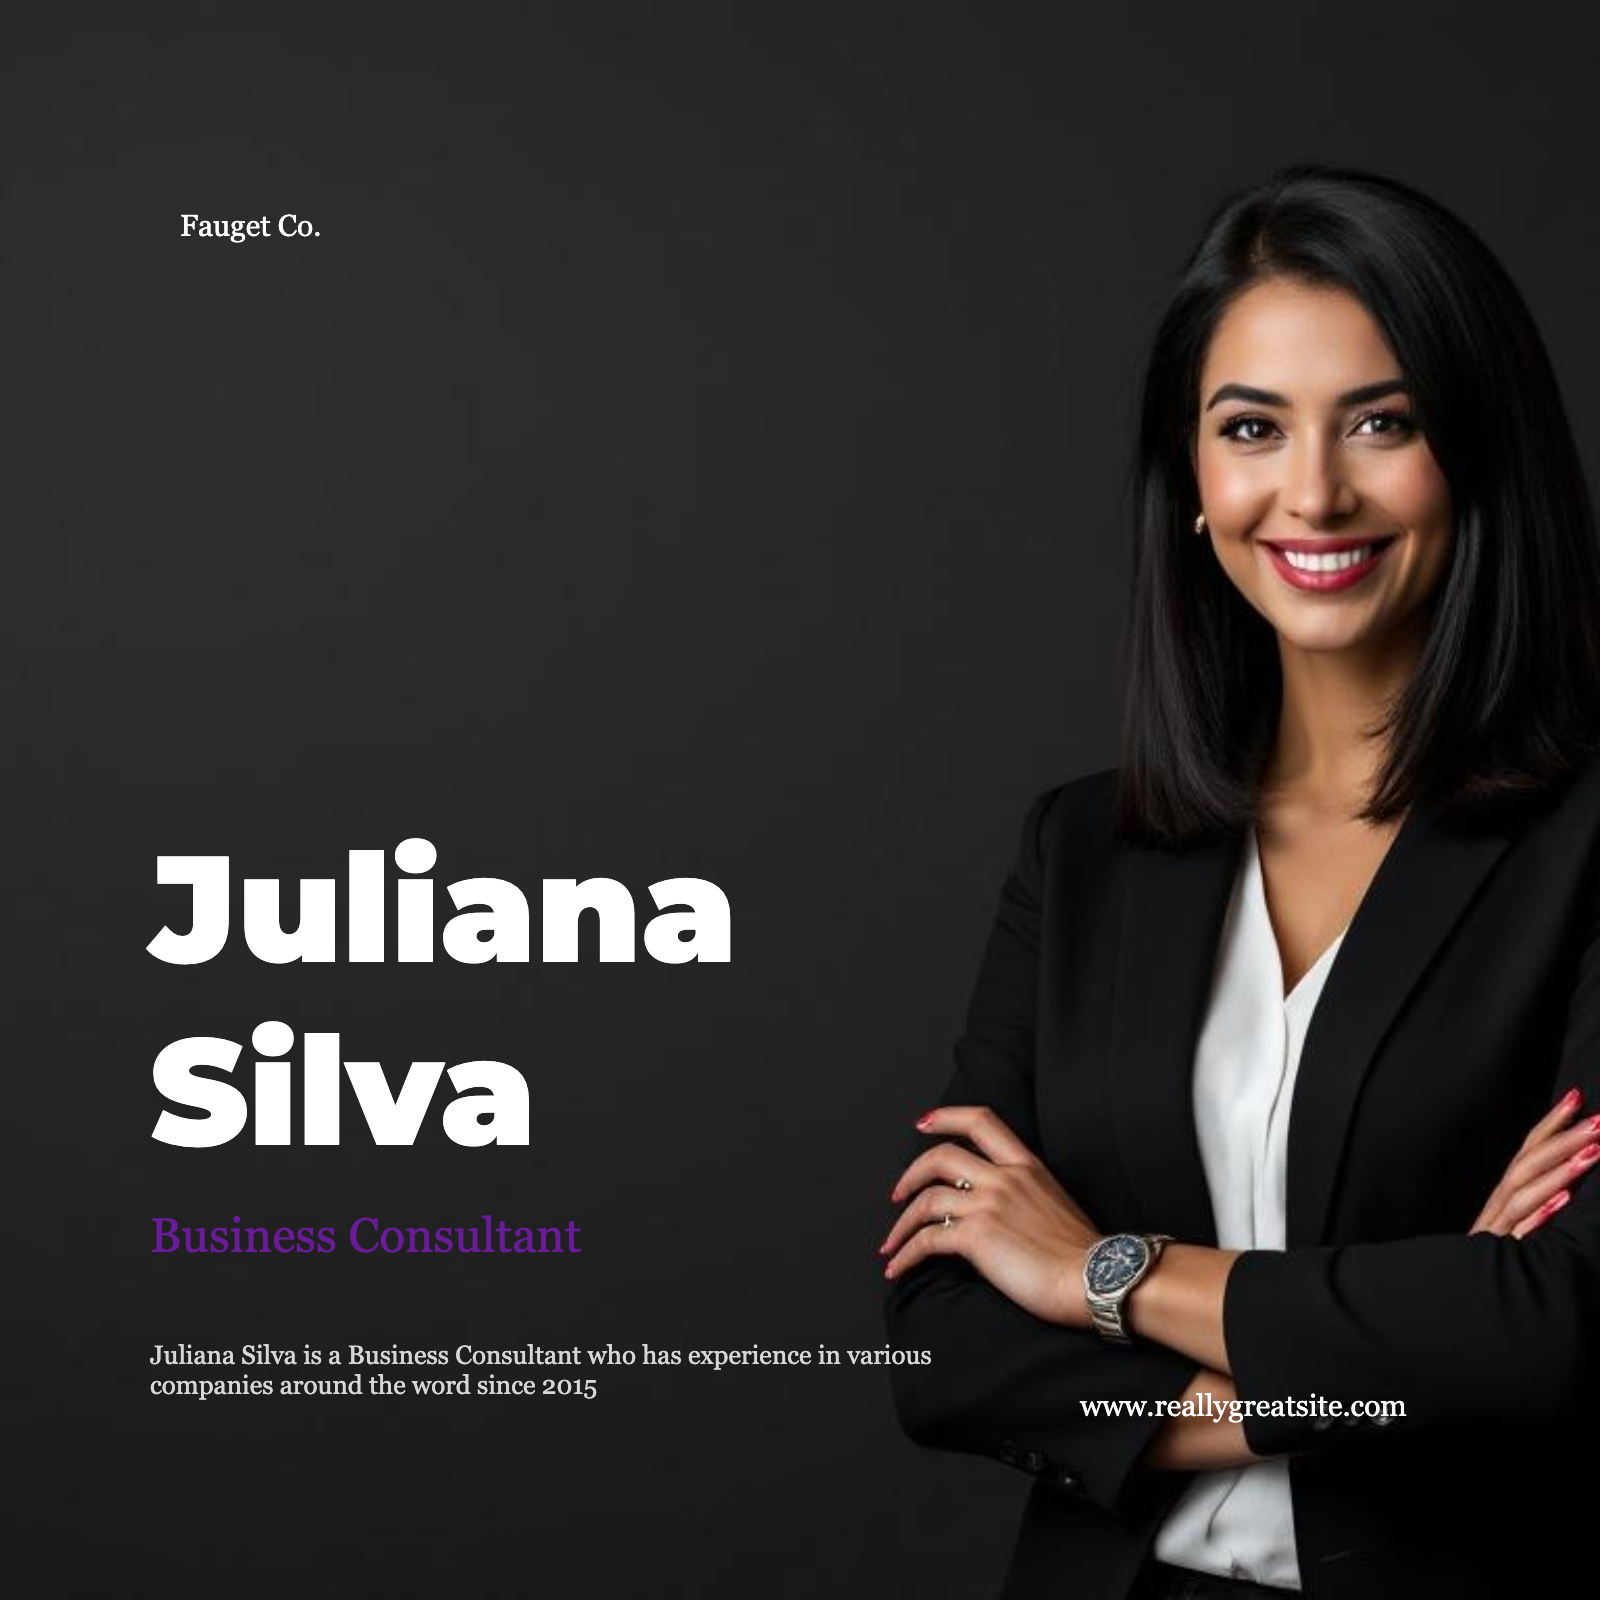 Fauget Co.
Juliana
Silva
Business Consultant
Juliana Silva is a Business Consultant who has experience in various
companies around the word since 2015
www.reallygreatsite.com